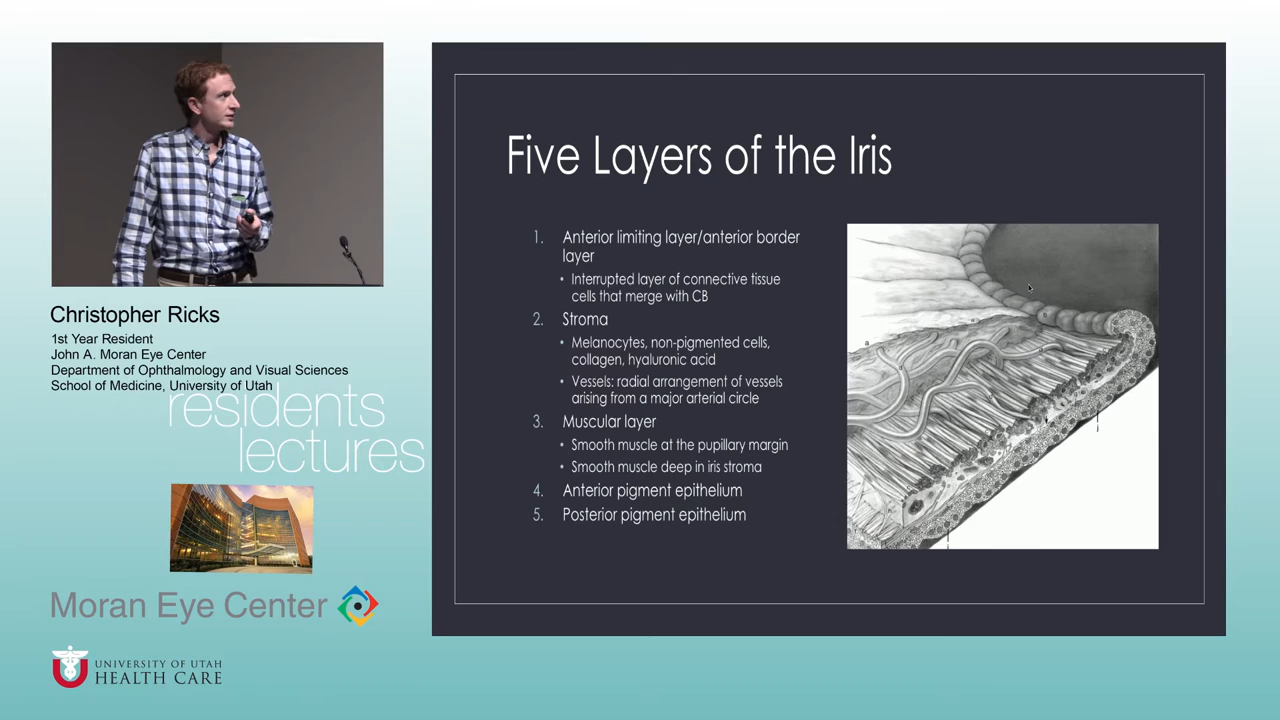 Christopher Ricks
1st Year Resident
John A. Moran Eye Center
Department of Ophthalmology and Visual Sciences
School of Medicine, University of Utah
residents
lectures
Moran Eye Center
UNIVERSITY OF UTAH
HEALTH CARE
Five Layers of the Iris
1. Anterior limiting layer/anterior border
layer
• Interrupted layer of connective tissue
cells that merge with CB
2. Stroma
• Melanocytes, non-pigmented cells,
collagen, hyaluronic acid
• Vessels: radial arrangement of vessels
arising from a major arterial circle
3. Muscular layer
• Smooth muscle at the pupillary margin
• Smooth muscle deep in iris stroma
4. Anterior pigment epithelium
5. Posterior pigment epithelium